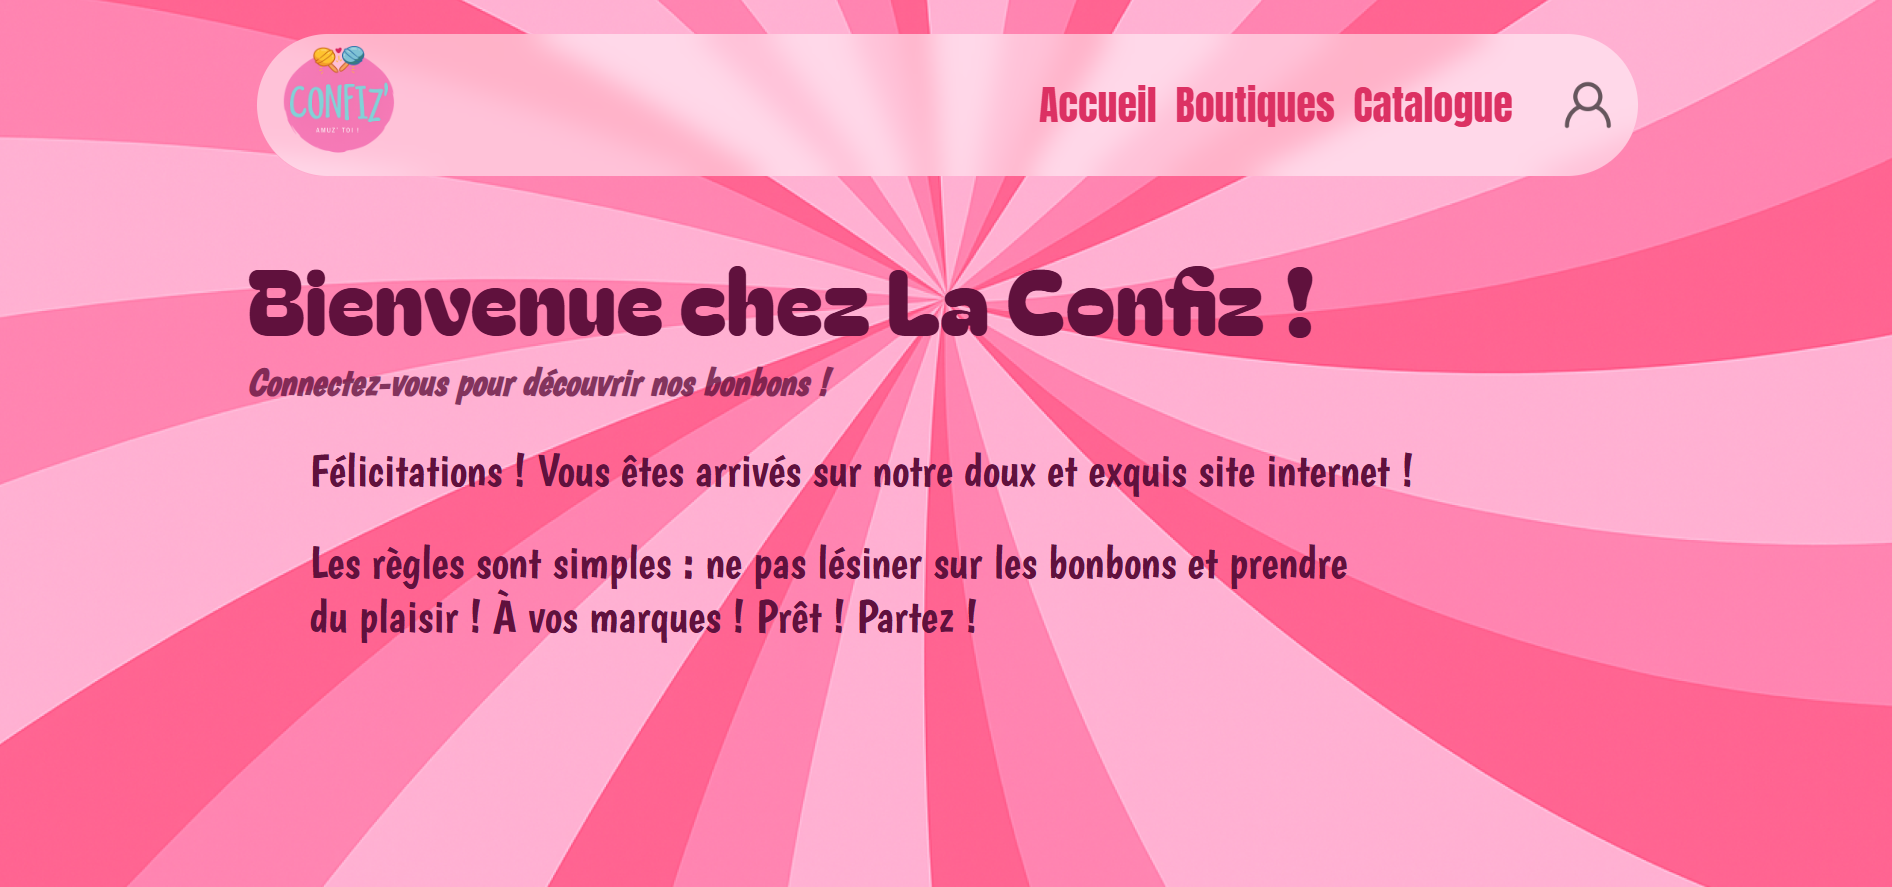 CONFIZ'
AMUZ' TOI !
Accueil Boutiques Catalogue
Bienvenue chez La Confiz !
Connectez-vous pour découvrir nos bonbons !
Félicitations ! Vous êtes arrivés sur notre doux et exquis site internet !
Les règles sont simples : ne pas lésiner sur les bonbons et prendre
du plaisir ! À vos marques ! Prêt ! Partez !